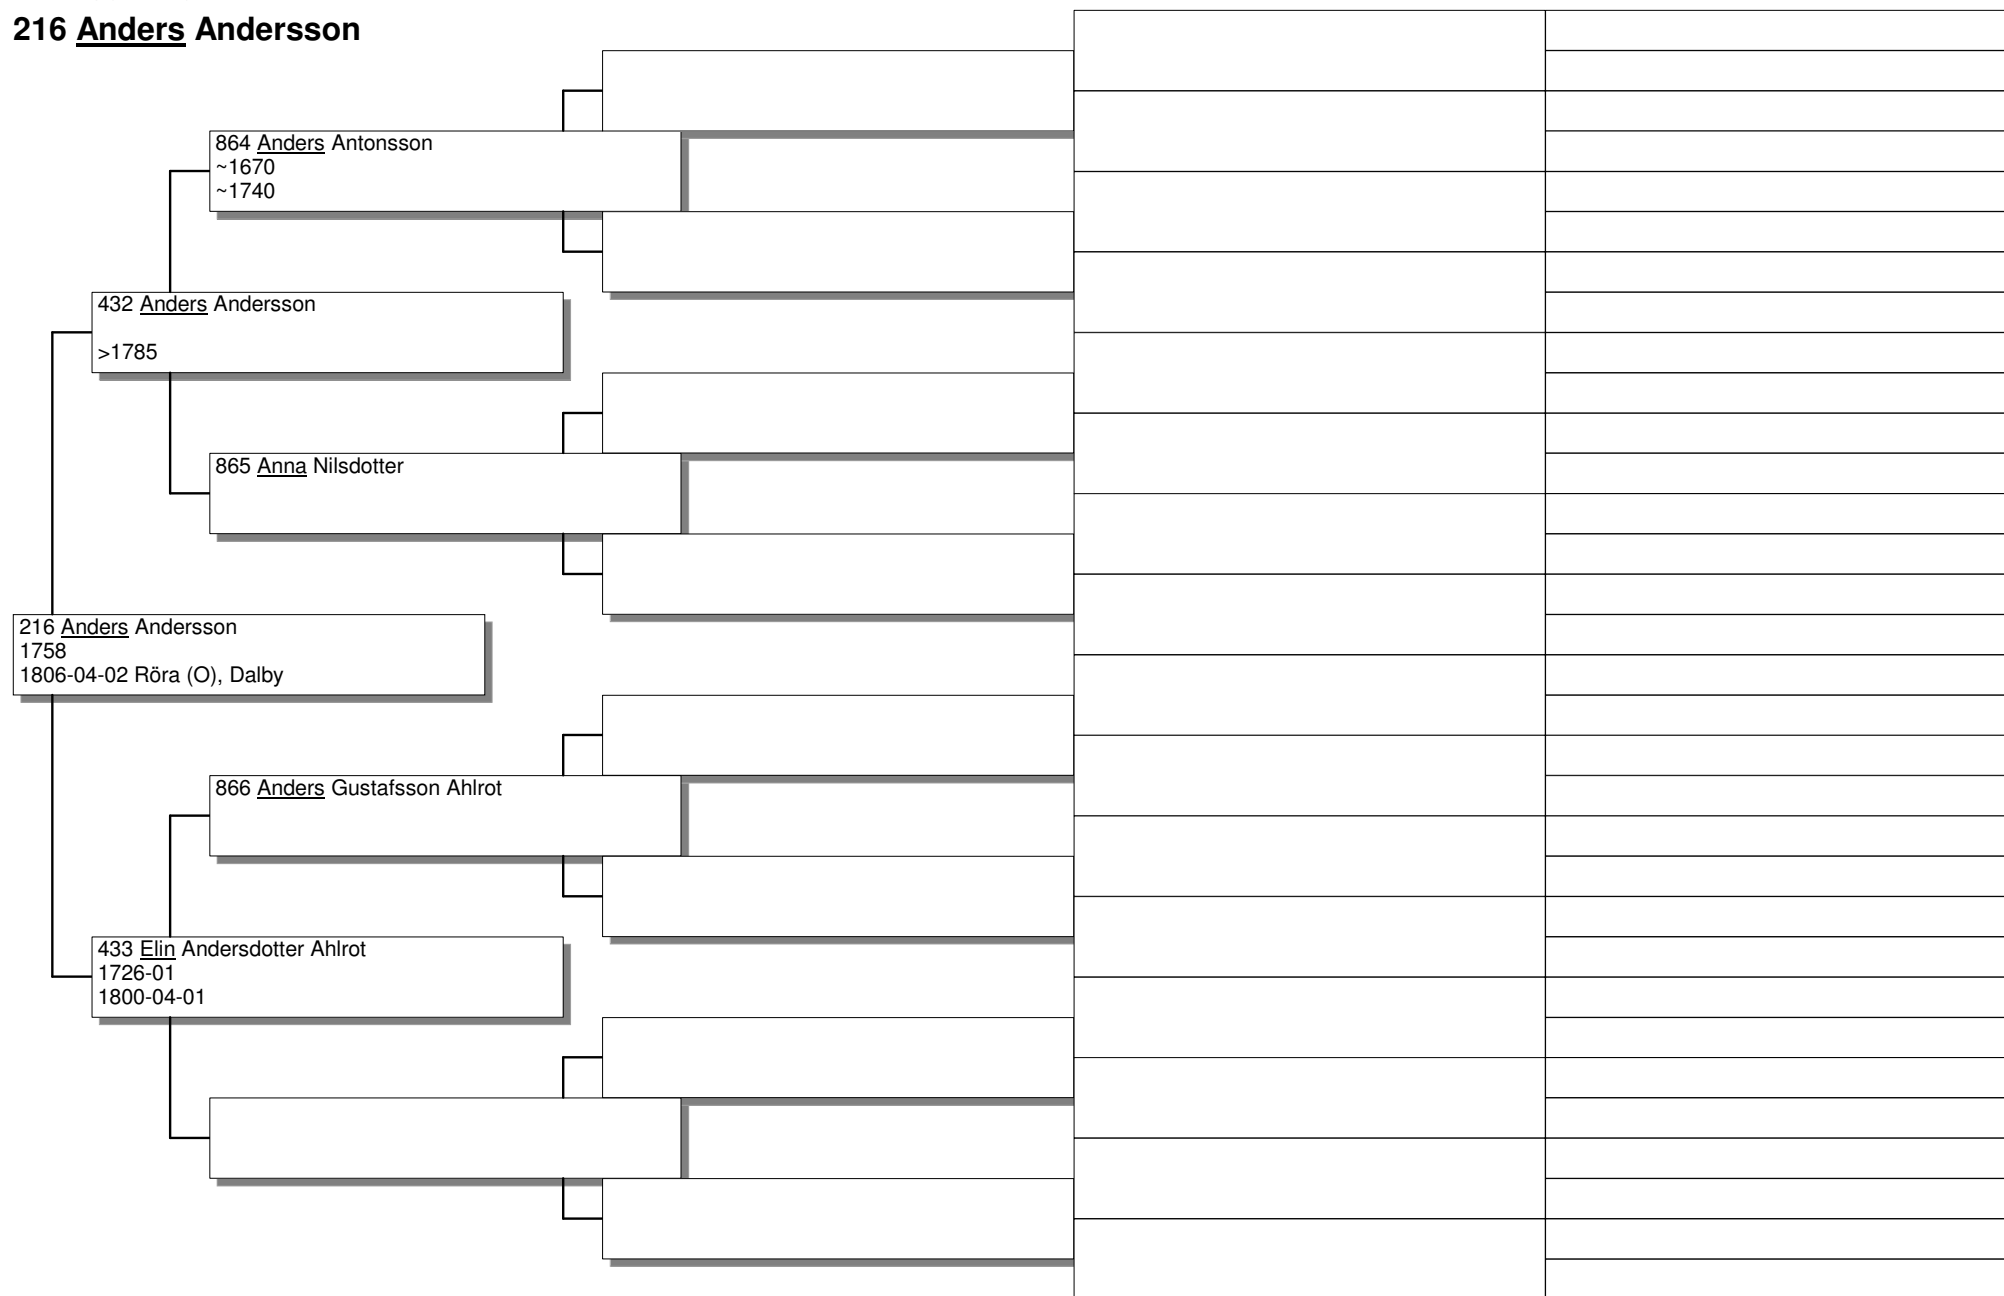 216 Anders Andersson
864 Anders Antonsson
~1670
~1740
432 Anders Andersson
>1785
865 Anna Nilsdotter
216 Anders Andersson
1758
1806-04-02 Röra (O), Dalby
866 Anders Gustafsson Ahlrot
433 Elin Andersdotter Ahlrot
1726-01
1800-04-01